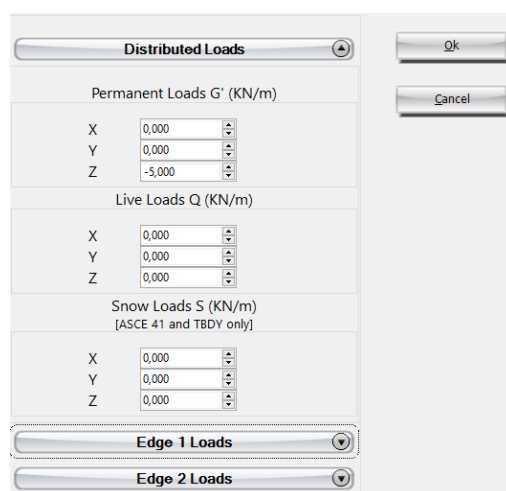 Distributed Loads
Ok
Permanent Loads G' (KN/m)
Cancel
X 0,000
Y 0,000
Z -5,000
Live Loads Q (KN/m)
X 0,000
Y 0,000
Z 0,000
Snow Loads S (KN/m)
[ASCE 41 and TBDY only]
X 0,000
Y 0,000
Z 0,000
Edge 1 Loads
Edge 2 Loads